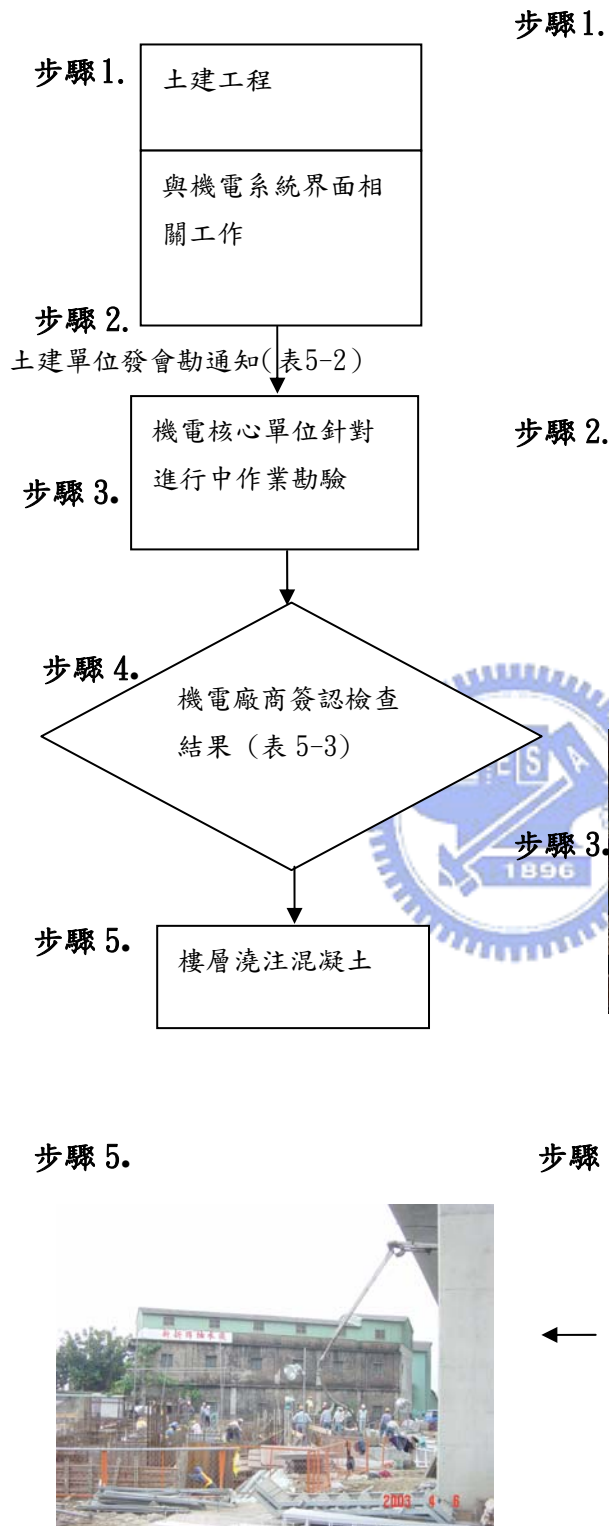 步驟1.
步驟1.
土建工程
與機電系統界面相
關工作
步驟 2.
土建單位發會勘通知(表5-2)
機電核心單位針對
進行中作業勘驗
步驟 2.
步驟 3.
步驟 4.
機電廠商簽認檢查
結果 (表 5-3)
E S A
步驟 3.
1896
步驟 5.
樓層澆注混凝土
步驟 5.
步驟
2003 4 6